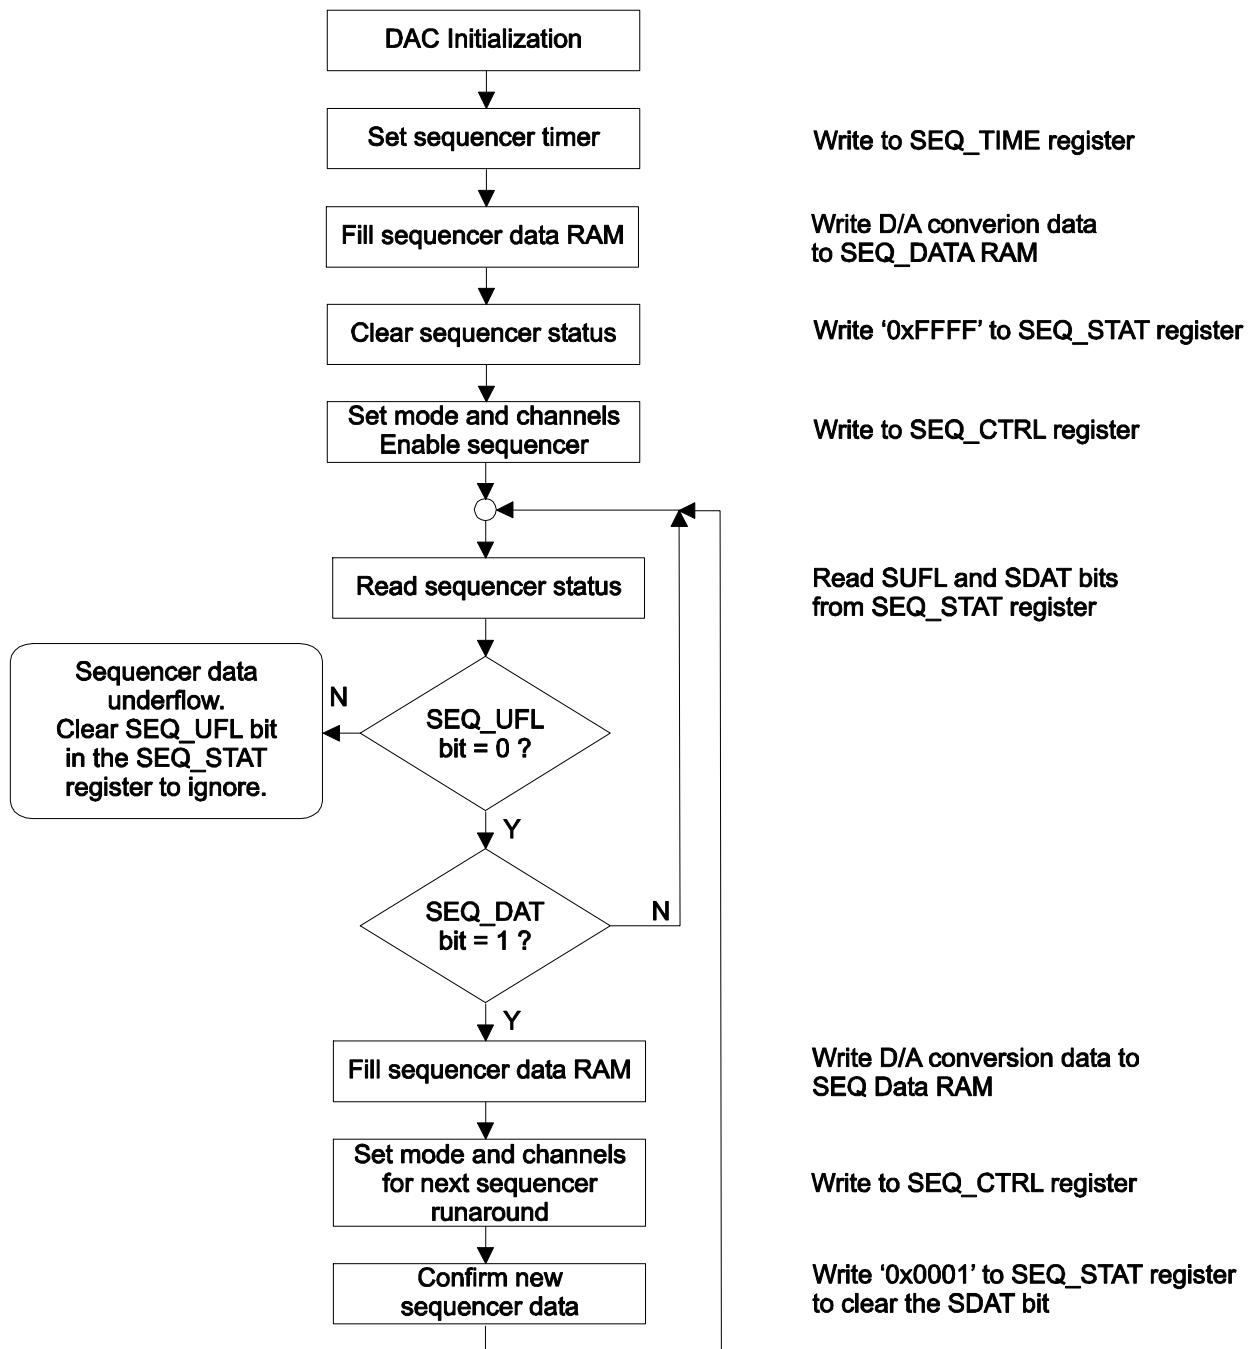 DAC Initialization
Set sequencer timer
Write to SEQ_TIME register
Fill sequencer data RAM
Write D/A converion data
to SEQ_DATA RAM
Clear sequencer status
Write ‘0xFFFF’ to SEQ_STAT register
Set mode and channels
Enable sequencer
Write to SEQ_CTRL register
Read sequencer status
Read SUFL and SDAT bits
from SEQ_STAT register
Sequencer data
underflow.
Clear SEQ_UFL bit
in the SEQ_STAT
register to ignore.
N
SEQ_UFL
bit = 0 ?
Y
SEQ_DAT
bit = 1 ?
N
Y
Fill sequencer data RAM
Write D/A conversion data to
SEQ Data RAM
Set mode and channels
for next sequencer
runaround
Write to SEQ_CTRL register
Confirm new
sequencer data
Write ‘0x0001’ to SEQ_STAT register
to clear the SDAT bit